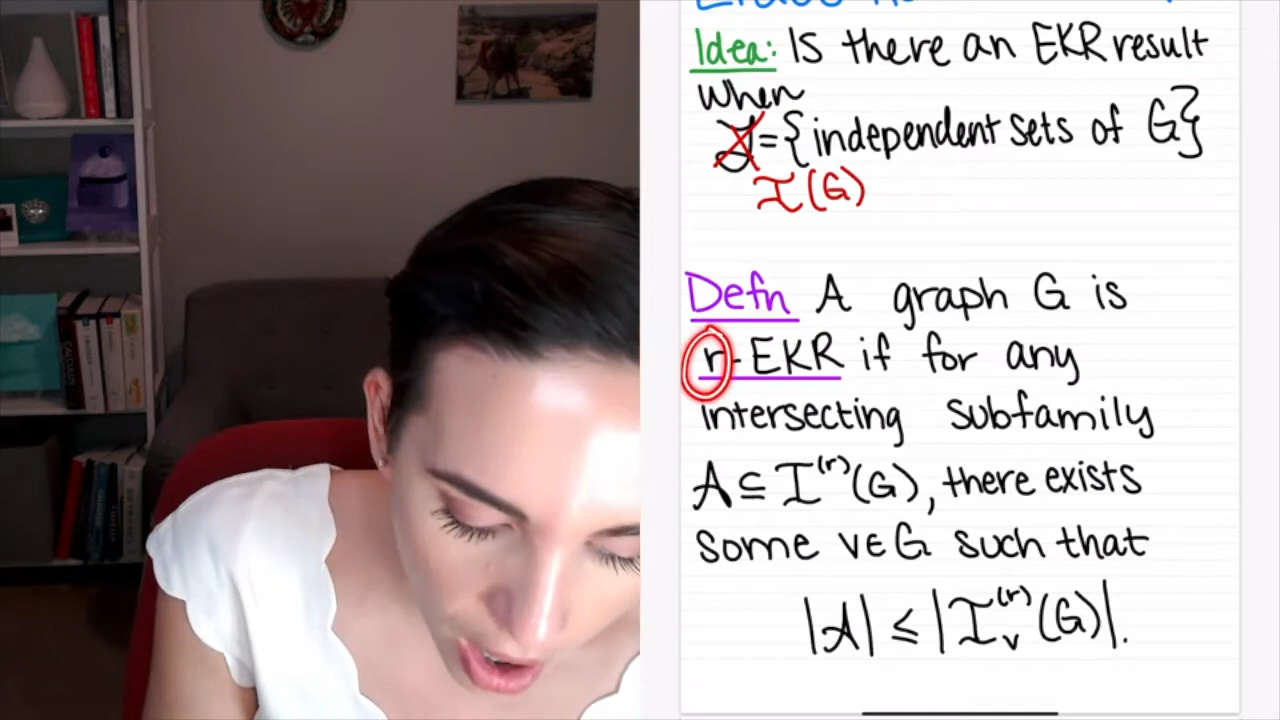 Idea: Is there an EKR result
when
I = {independent sets of G}
I(G)
Defn A graph G is
r-EKR if for any
intersecting subfamily
A ⊆ I^(r)(G), there exists
some v ∈ G such that
|A| ≤ |I_v^(r)(G)|.